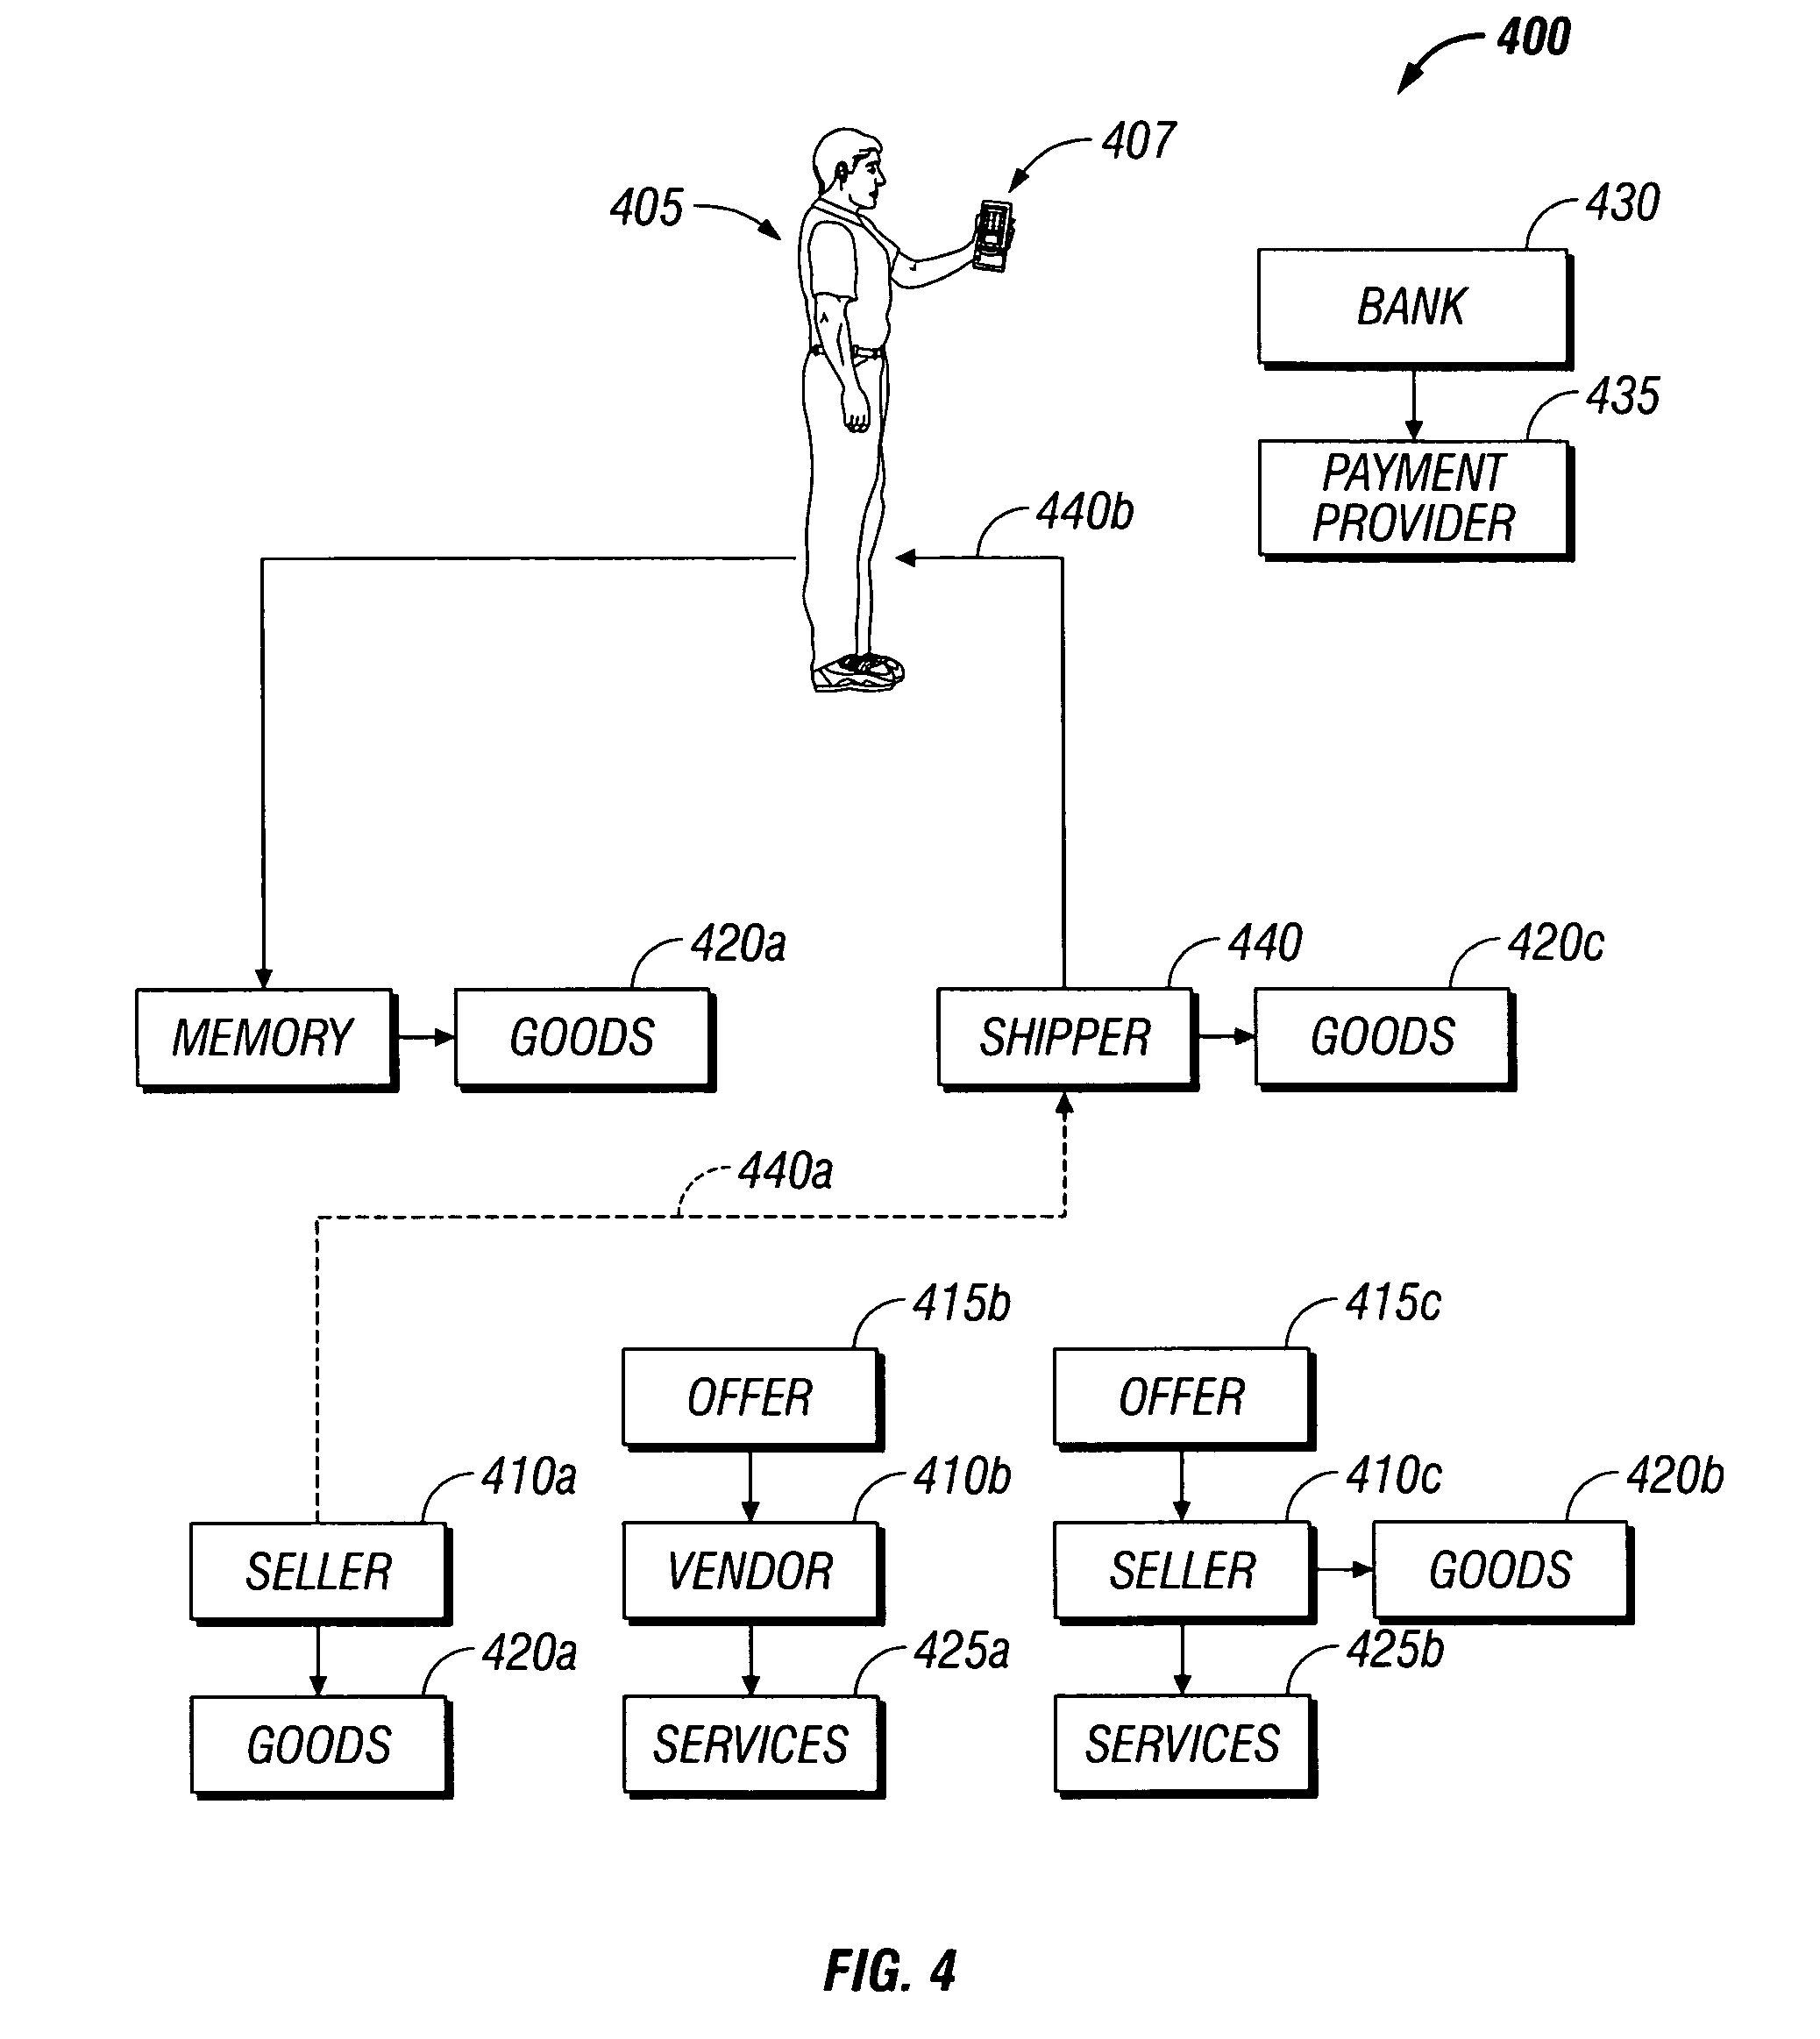 400
407
405
430
BANK
435
PAYMENT
PROVIDER
440b
420a
440
420c
MEMORY
GOODS
SHIPPER
GOODS
440a
415b
415c
OFFER
OFFER
410a
410b
410c
420b
SELLER
VENDOR
SELLER
GOODS
420a
425a
425b
GOODS
SERVICES
SERVICES
FIG. 4